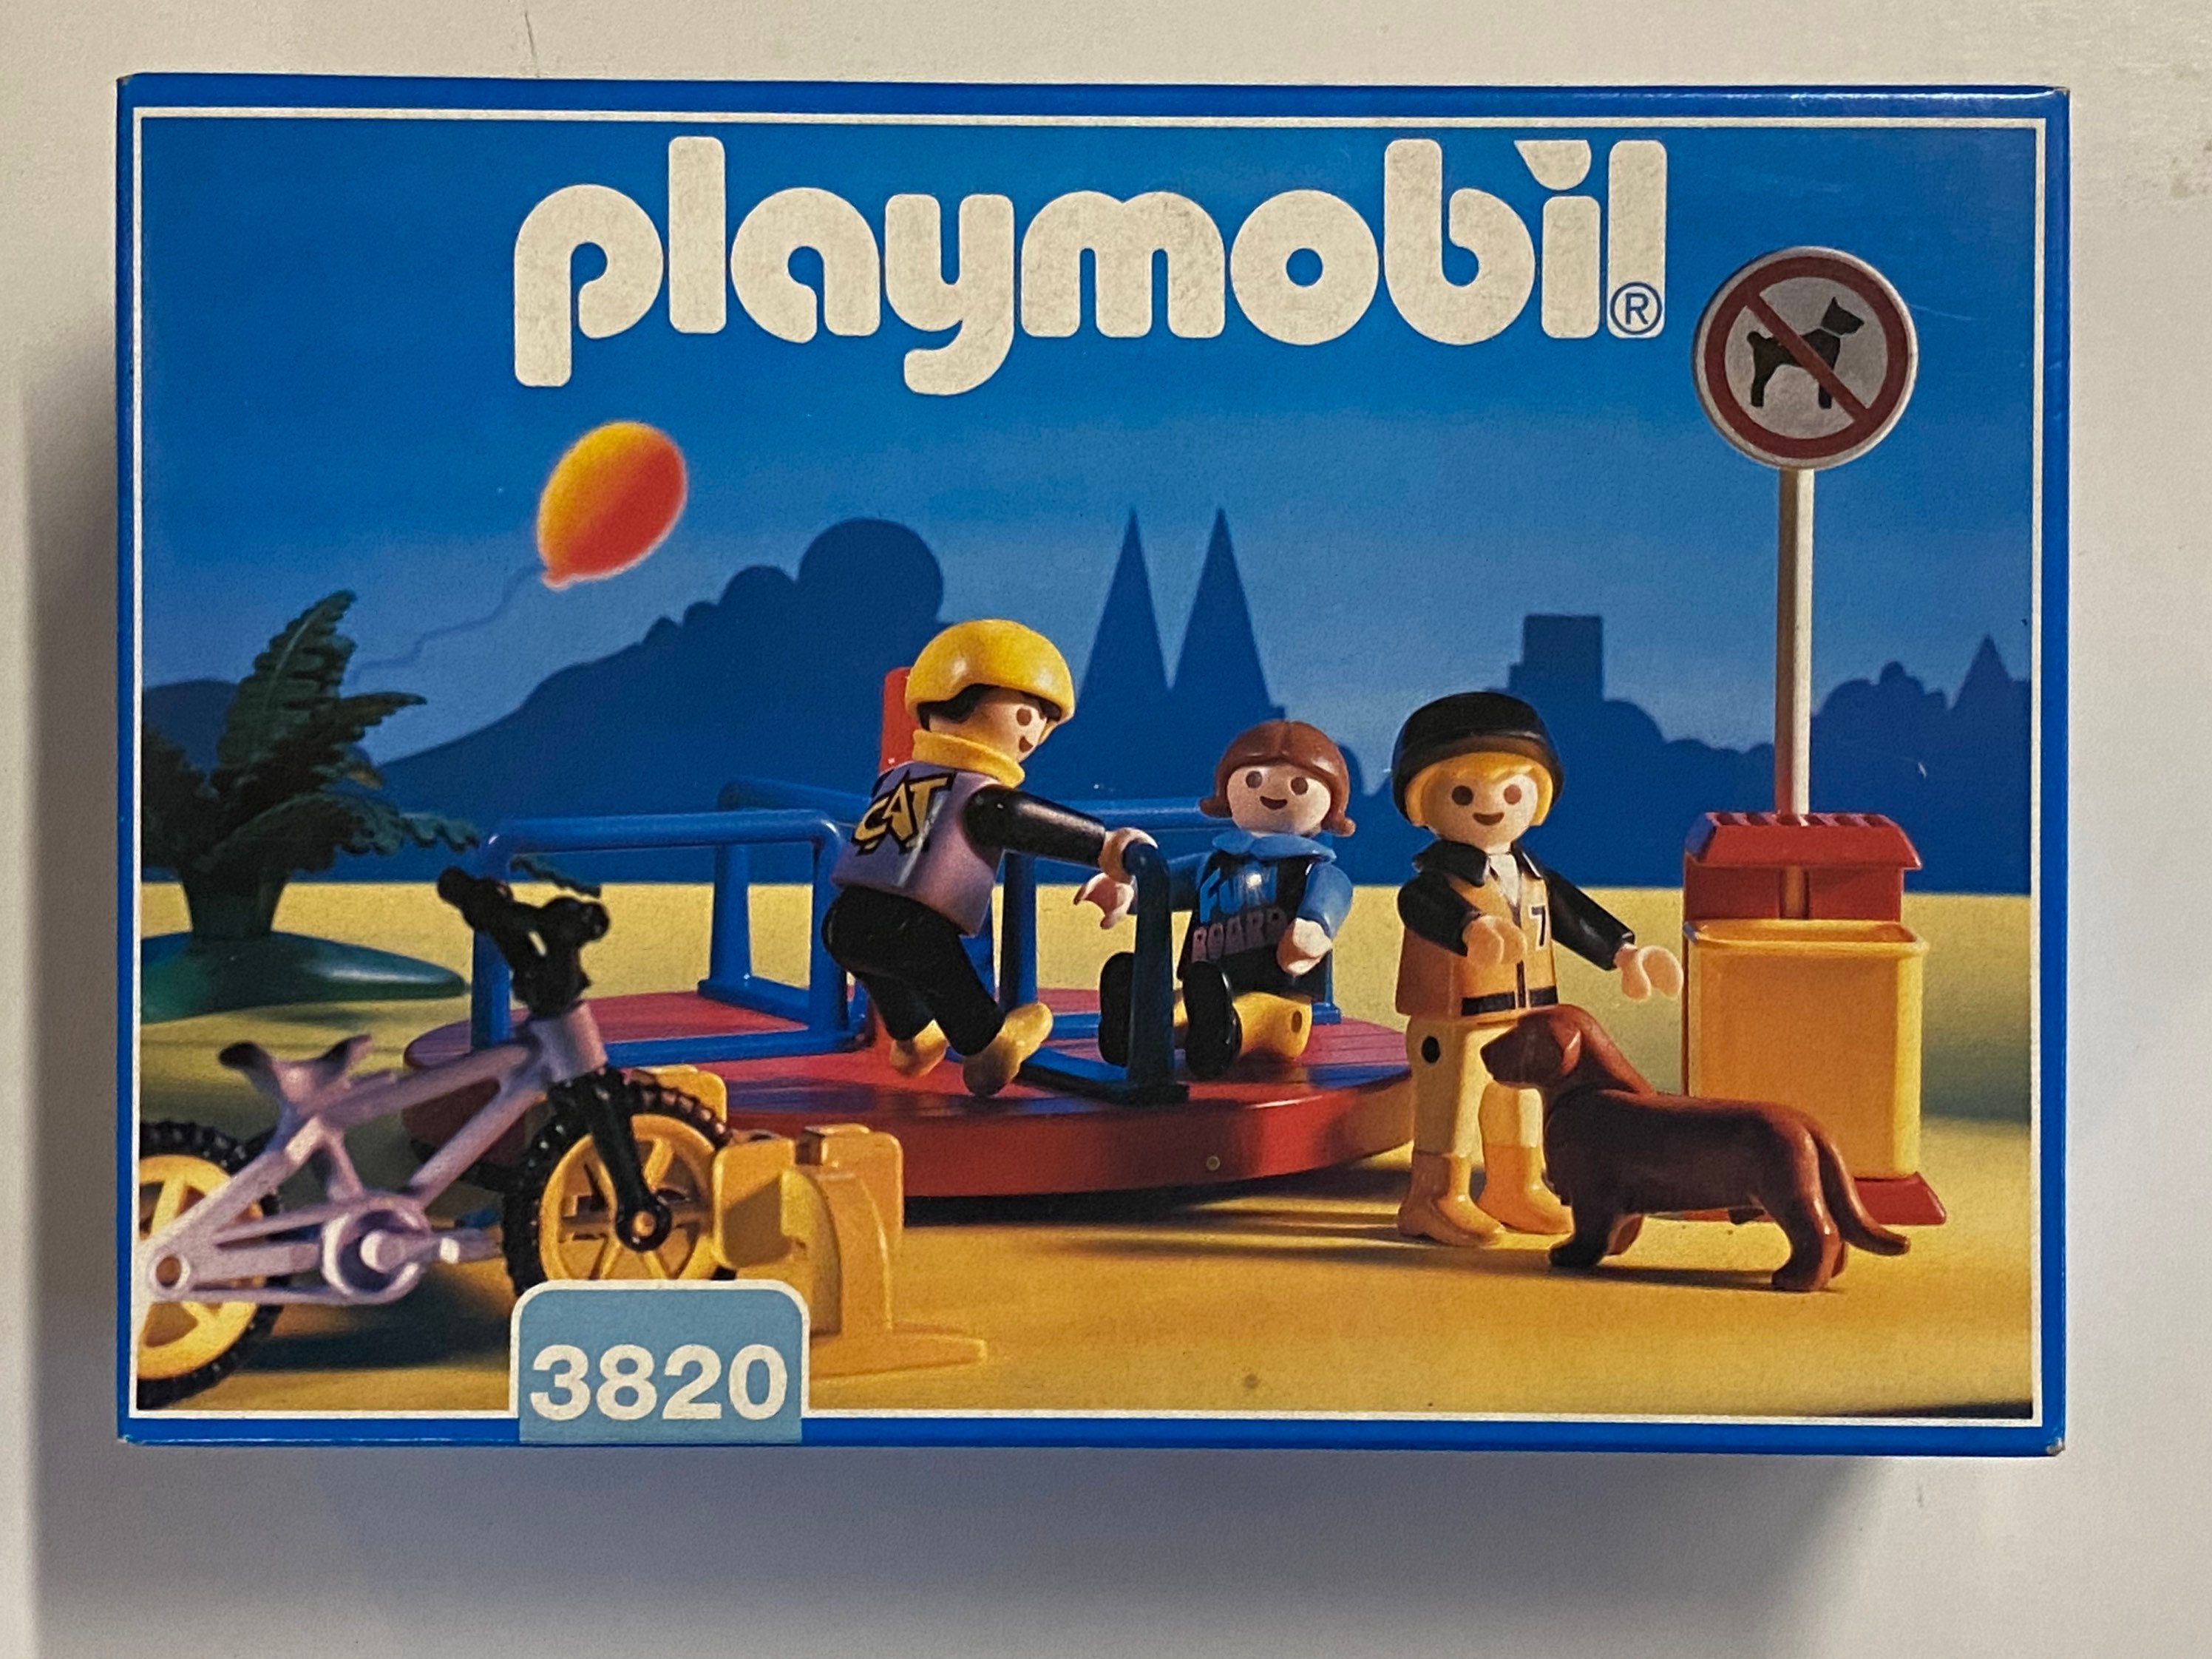 playmobil®
CAT
FUN
BOARD
7
3820